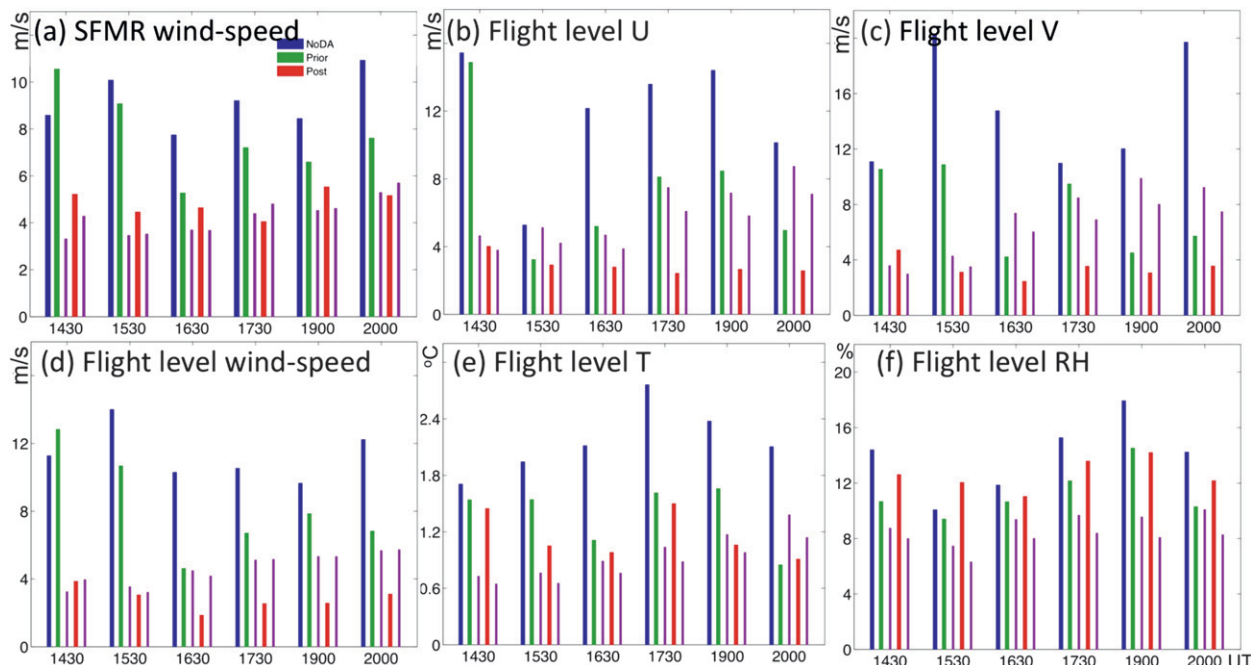 (a) SFMR wind-speed
m/s
10
8
6
4
2
0
NoDA
Prior
Post
1430 1530 1630 1730 1900 2000
(b) Flight level U
m/s
12
8
4
0
1430 1530 1630 1730 1900 2000
(c) Flight level V
m/s
16
12
8
4
0
1430 1530 1630 1730 1900 2000
(d) Flight level wind-speed
m/s
12
8
4
0
1430 1530 1630 1730 1900 2000
(e) Flight level T
°C
2.4
1.8
1.2
0.6
0
1430 1530 1630 1730 1900 2000
(f) Flight level RH
%
20
16
12
8
4
0
1430 1530 1630 1730 1900 2000 UT